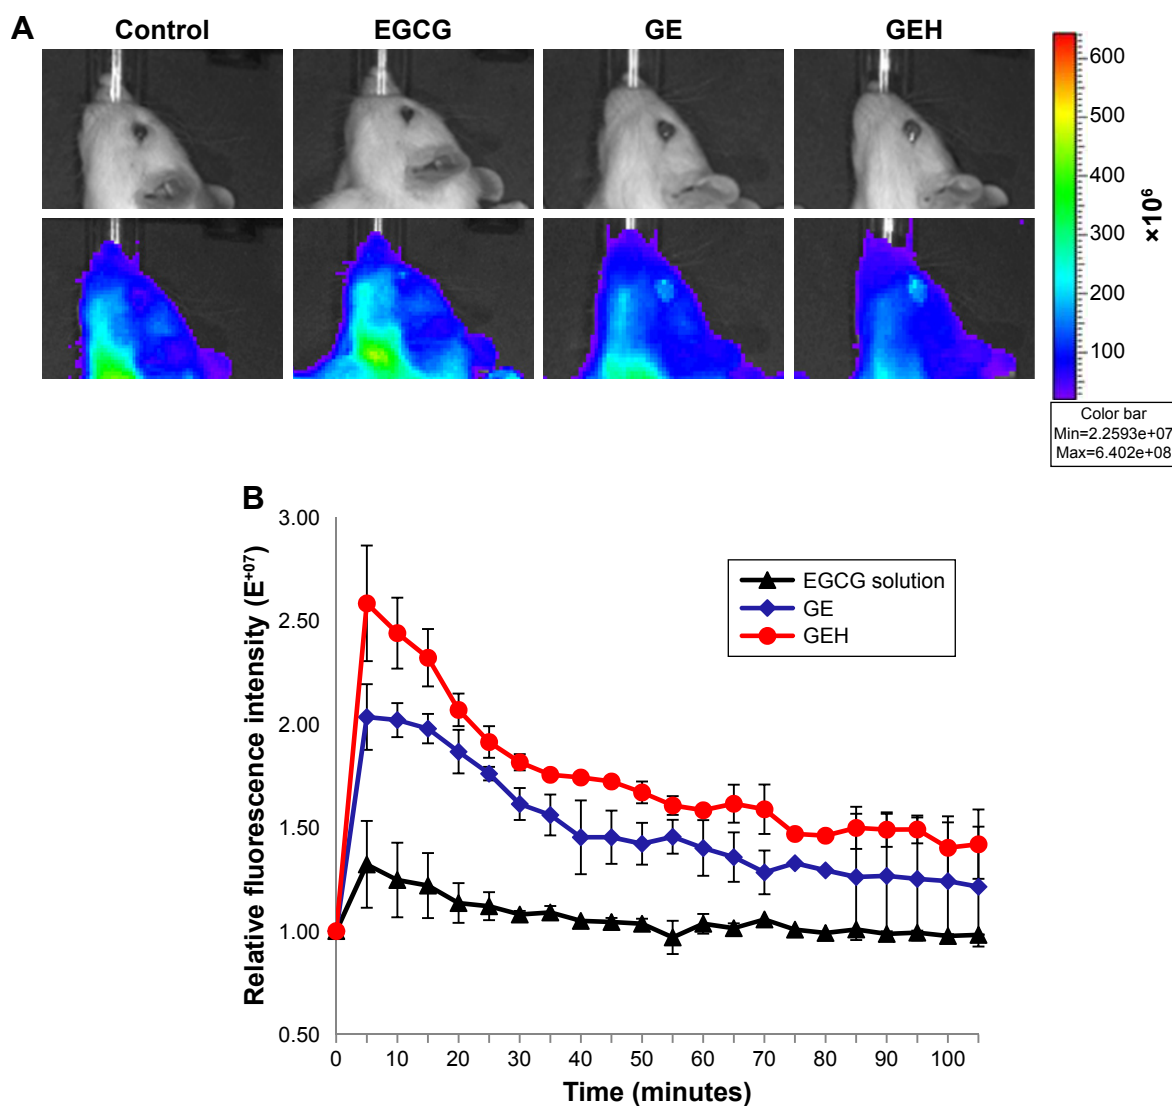 A
Control
EGCG
GE
GEH
600
500
400
300
200
100
×10⁶
Color bar
Min=2.2593e+07
Max=6.402e+08
B
Relative fluorescence intensity (E⁺⁰⁷)
3.00
2.50
2.00
1.50
1.00
0.50
EGCG solution
GE
GEH
0 10 20 30 40 50 60 70 80 90 100
Time (minutes)